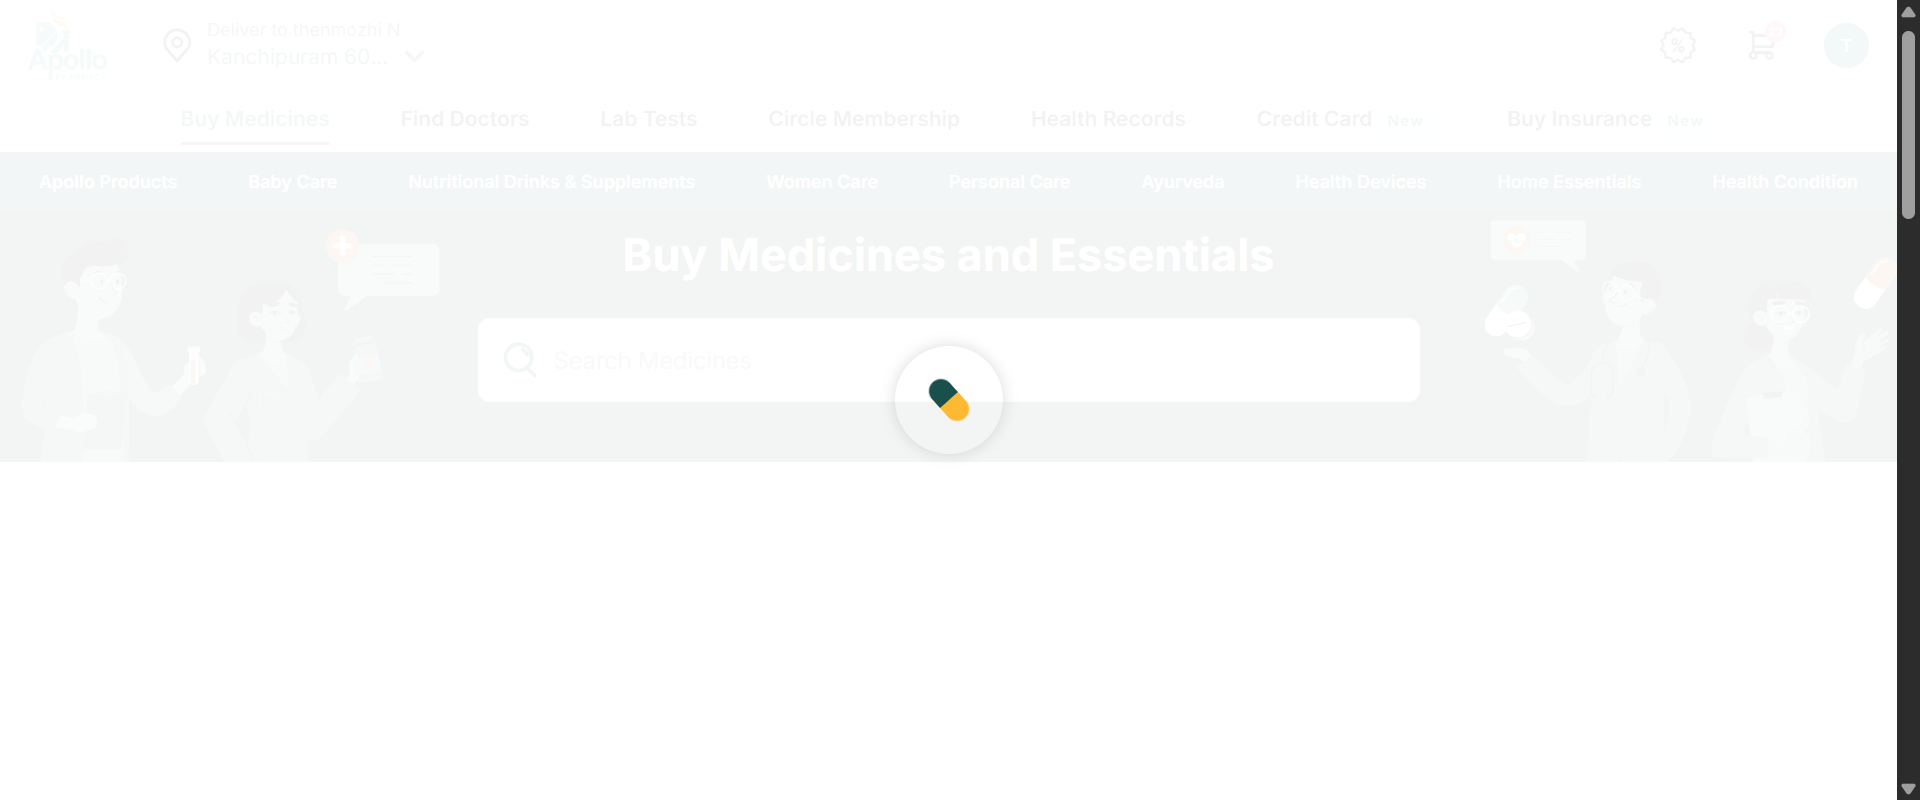 Deliver to thenmozhi N
Kanchipuram 60...
Apollo
T
Buy Medicines
Find Doctors
Lab Tests
Circle Membership
Health Records
Credit Card New
Buy Insurance New
Apollo Products
Baby Care
Nutritional Drinks & Supplements
Women Care
Personal Care
Ayurveda
Health Devices
Home Essentials
Health Condition
Buy Medicines and Essentials
Search Medicines